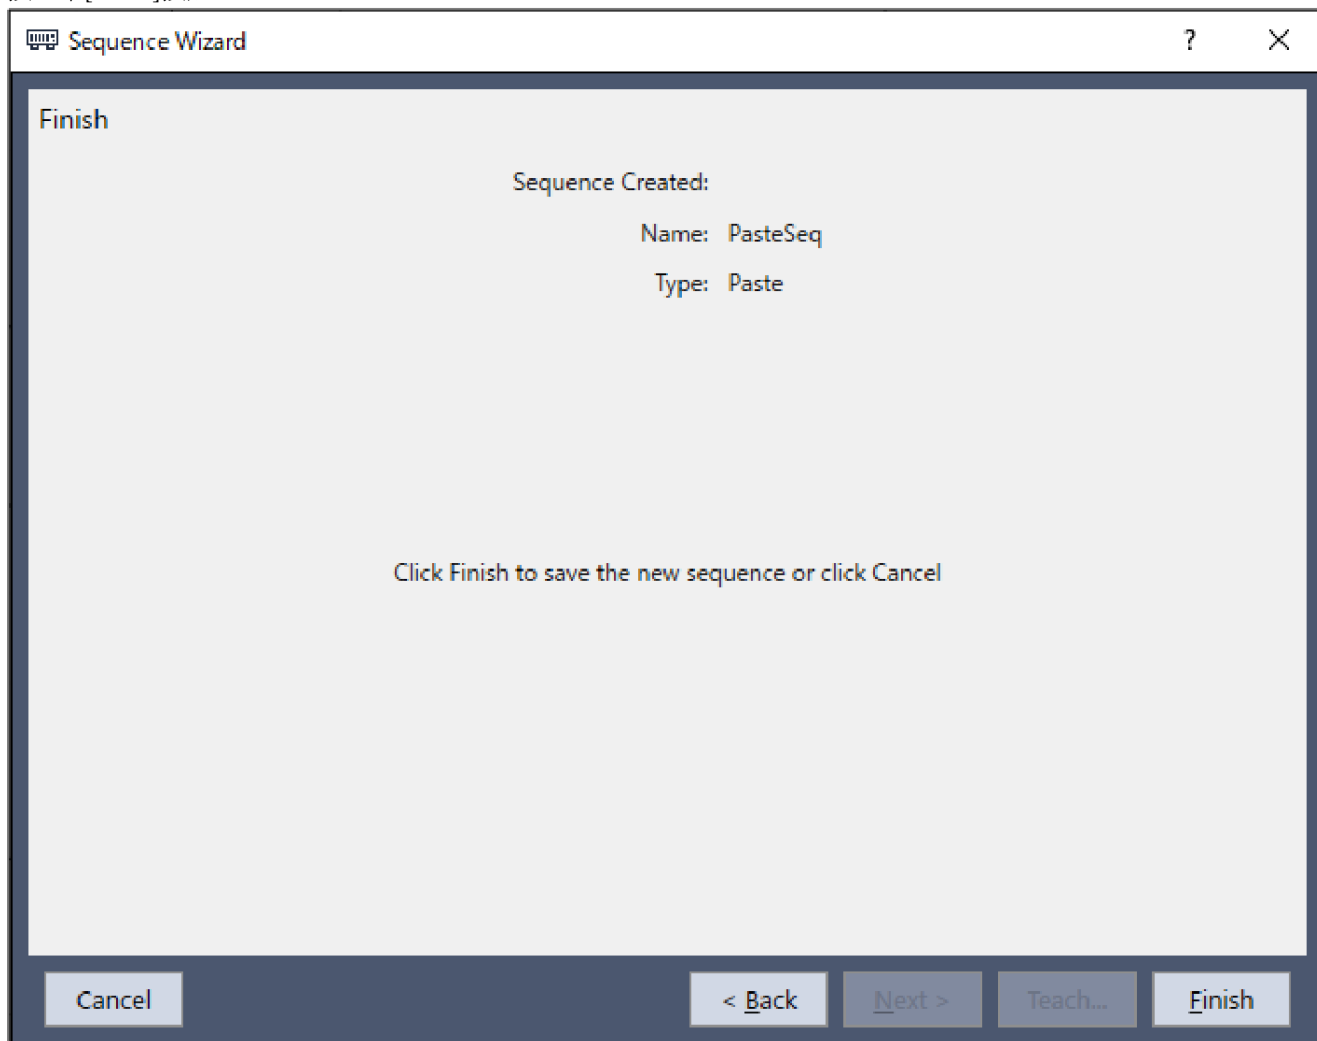 Sequence Wizard
?
Finish
Sequence Created:
Name: PasteSeq
Type: Paste
Click Finish to save the new sequence or click Cancel
Cancel
< Back
Next >
Teach...
Finish